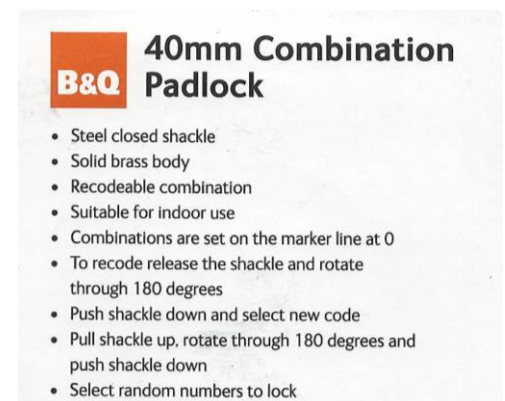 B&Q
40mm Combination
Padlock
• Steel closed shackle
• Solid brass body
• Recodeable combination
• Suitable for indoor use
• Combinations are set on the marker line at 0
• To recode release the shackle and rotate
through 180 degrees
• Push shackle down and select new code
• Pull shackle up, rotate through 180 degrees and
push shackle down
• Select random numbers to lock